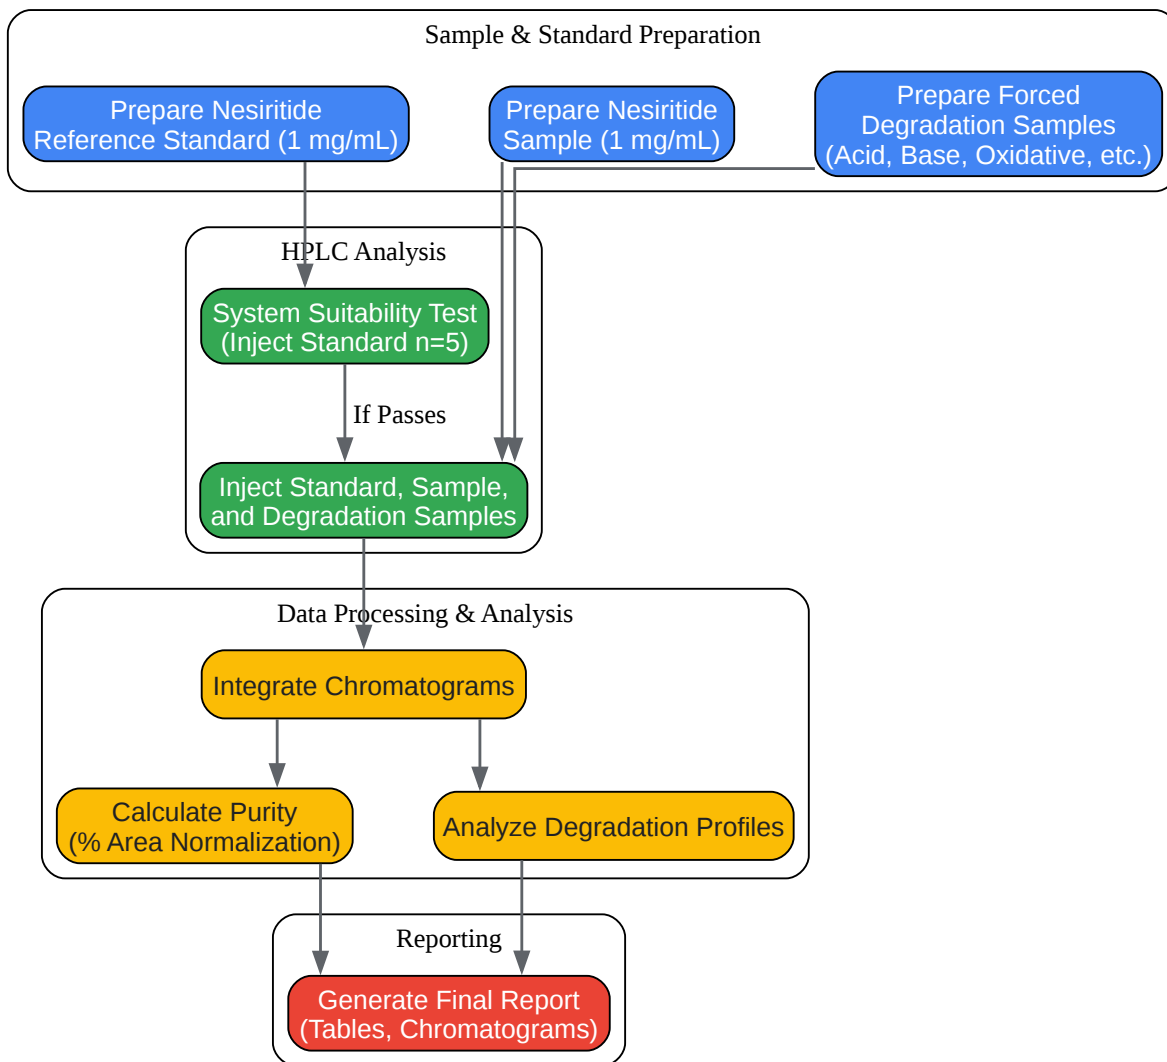 Sample & Standard Preparation
Prepare Nesiritide
Reference Standard (1 mg/mL)
Prepare Nesiritide
Sample (1 mg/mL)
Prepare Forced
Degradation Samples
(Acid, Base, Oxidative, etc.)
HPLC Analysis
System Suitability Test
(Inject Standard n=5)
If Passes
Inject Standard, Sample,
and Degradation Samples
Data Processing & Analysis
Integrate Chromatograms
Calculate Purity
(% Area Normalization)
Analyze Degradation Profiles
Reporting
Generate Final Report
(Tables, Chromatograms)